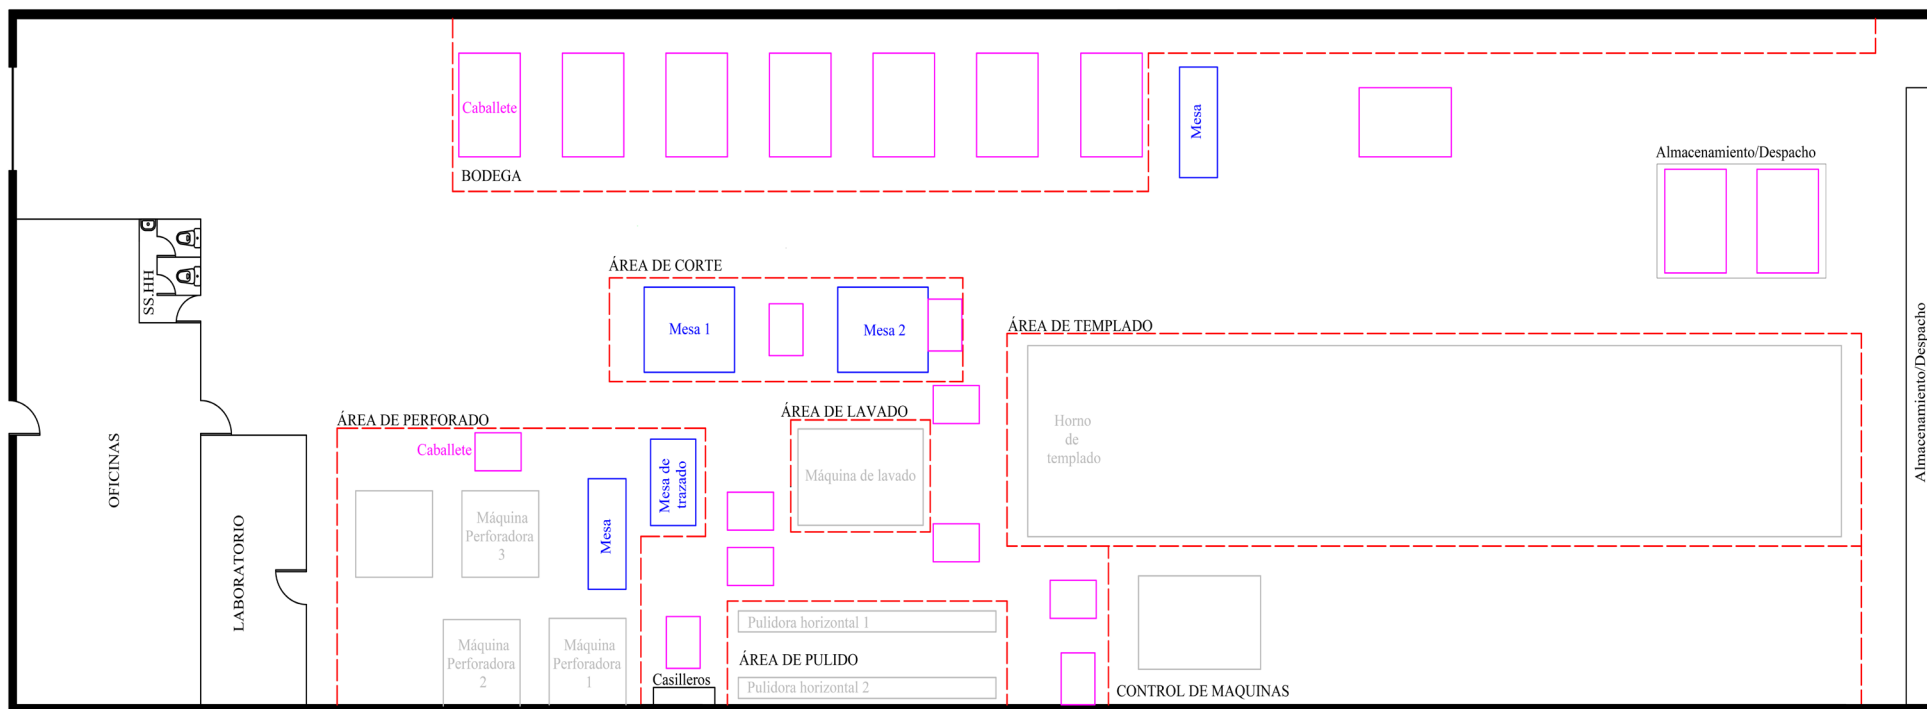 Caballete
Mesa
BODEGA
Almacenamiento/Despacho
SS.HH
ÁREA DE CORTE
Mesa 1
Mesa 2
ÁREA DE TEMPLADO
Horno
de
templado
Almacenamiento/Despacho
ÁREA DE PERFORADO
Caballete
Mesa de
trazado
ÁREA DE LAVADO
Máquina de lavado
OFICINAS
LABORATORIO
Máquina
Perforadora
3
Mesa
Máquina
Perforadora
2
Máquina
Perforadora
1
Casilleros
Pulidora horizontal 1
ÁREA DE PULIDO
Pulidora horizontal 2
CONTROL DE MAQUINAS